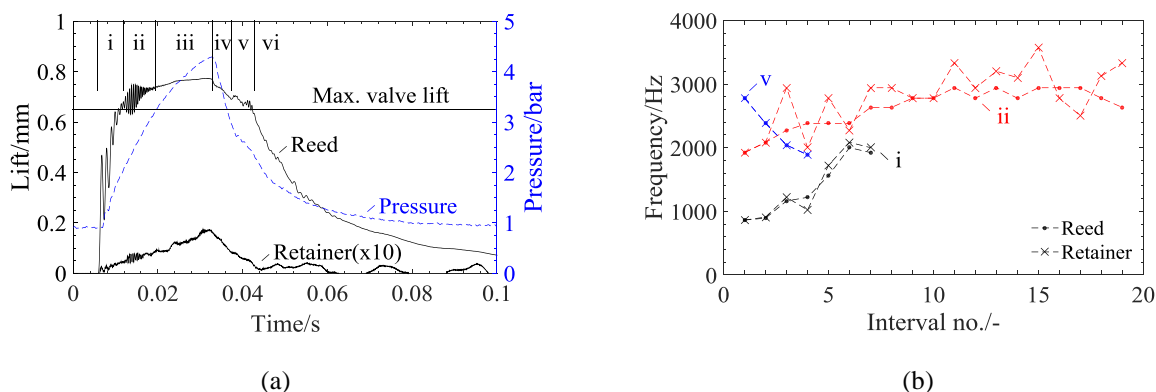 1
0.8
0.6
0.4
0.2
0
Lift/mm
i
ii
iii
iv
v
vi
Max. valve lift
Reed
Pressure
Retainer(x10)
5
4
3
2
1
0
Pressure/bar
0
0.02
0.04
0.06
0.08
0.1
Time/s
(a)
4000
3000
2000
1000
0
Frequency/Hz
v
ii
i
Reed
Retainer
0
5
10
15
20
Interval no./-
(b)